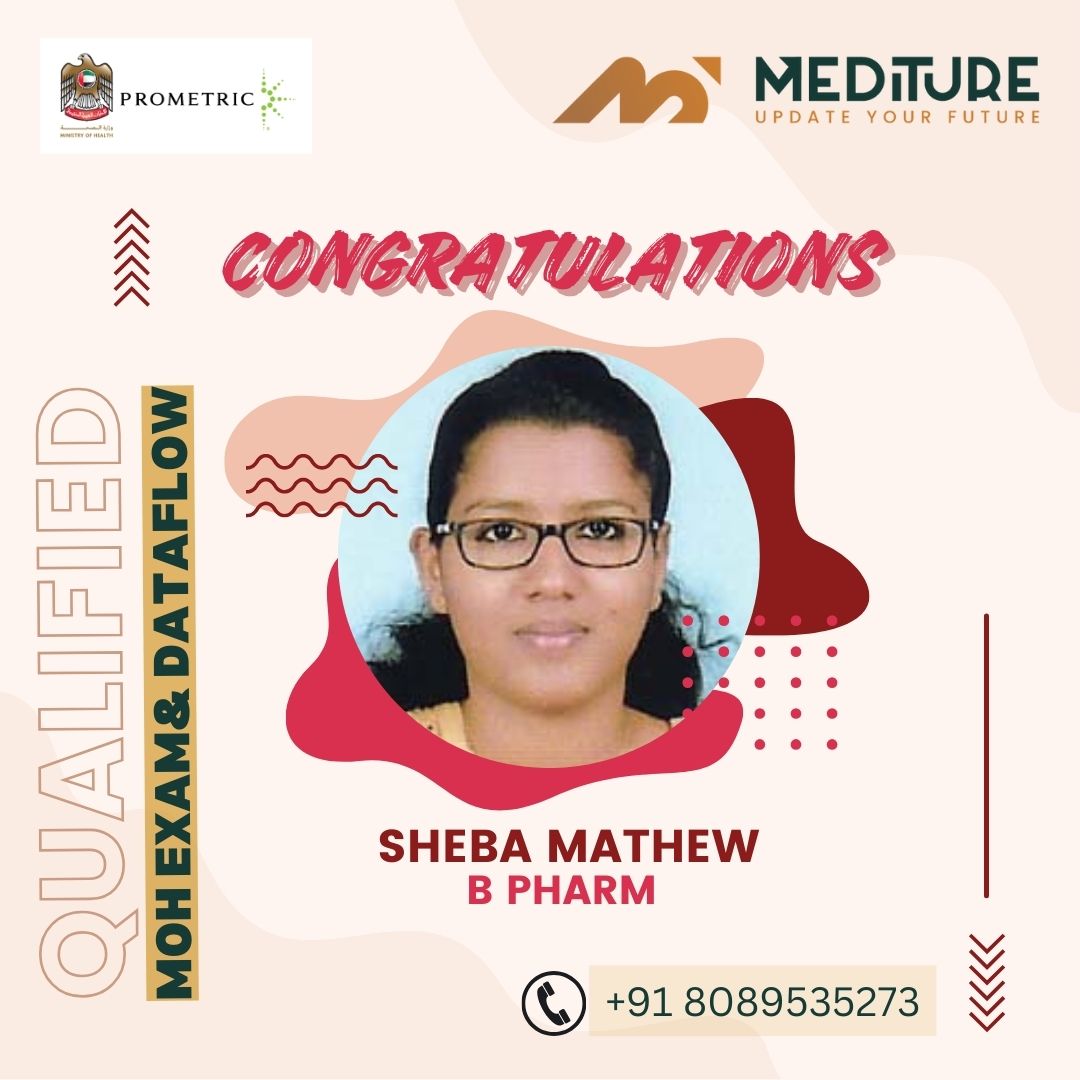 MINISTRY OF HEALTH
PROMETRIC
MEDITURE
UPDATE YOUR FUTURE
CONGRATULATIONS
QUALIFIED
MOH EXAM& DATAFLOW
SHEBA MATHEW
B PHARM
+91 8089535273